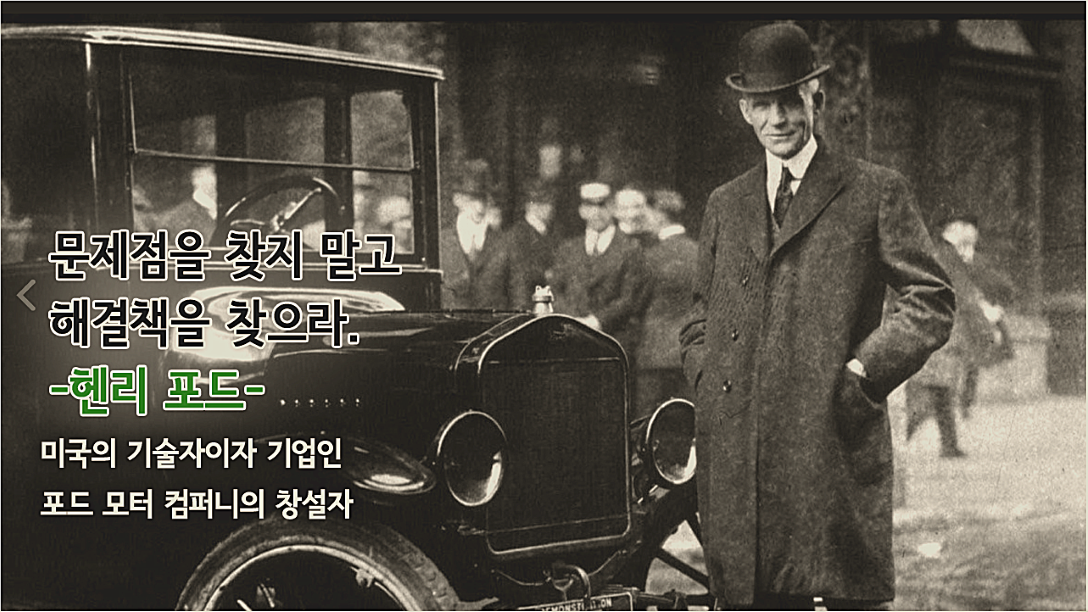 문제점을 찾지 말고
해결책을 찾으라.
-헨리 포드-
미국의 기술자이자 기업인
포드 모터 컴퍼니의 창설자